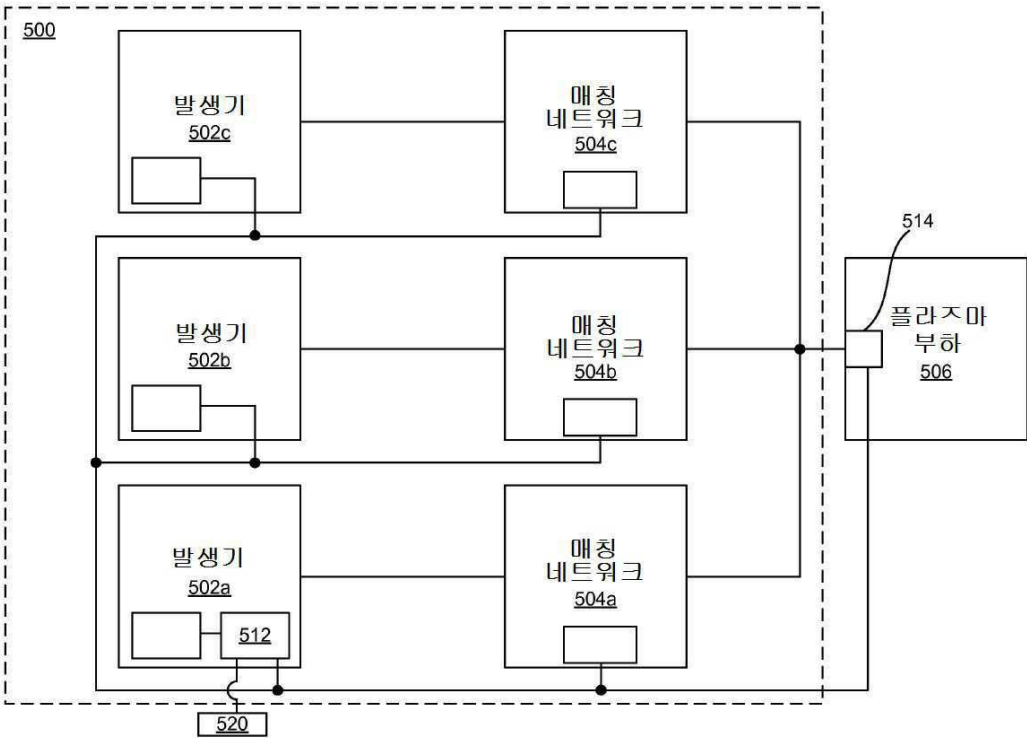 500
발생기
502c
매칭
네트워크
504c
514
발생기
502b
매칭
네트워크
504b
플라즈마
부하
506
발생기
502a
512
매칭
네트워크
504a
520